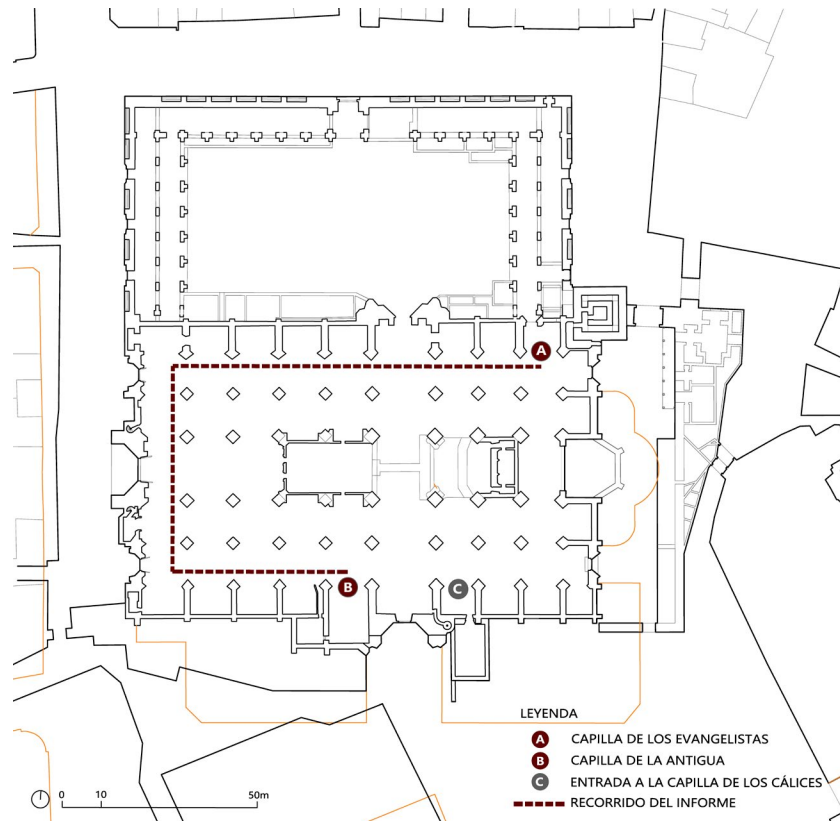 A
B
C
LEYENDA
A CAPILLA DE LOS EVANGELISTAS
B CAPILLA DE LA ANTIGUA
C ENTRADA A LA CAPILLA DE LOS CÁLICES
RECORRIDO DEL INFORME
0 10 50m